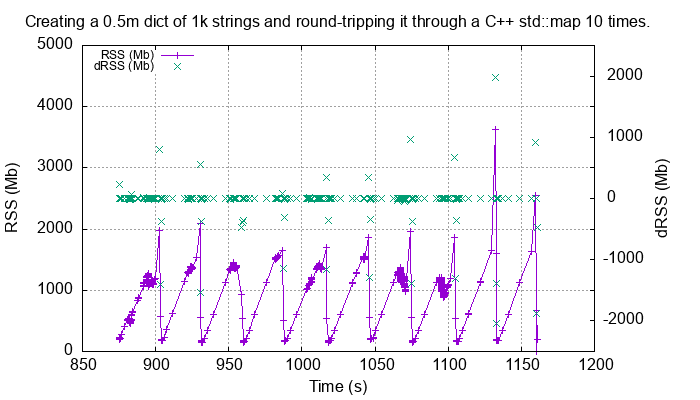 Creating a 0.5m dict of 1k strings and round-tripping it through a C++ std::map 10 times.
RSS (Mb)
dRSS (Mb)
5000
4000
3000
2000
1000
0
2000
1000
0
-1000
-2000
RSS (Mb)
dRSS (Mb)
850 900 950 1000 1050 1100 1150 1200
Time (s)